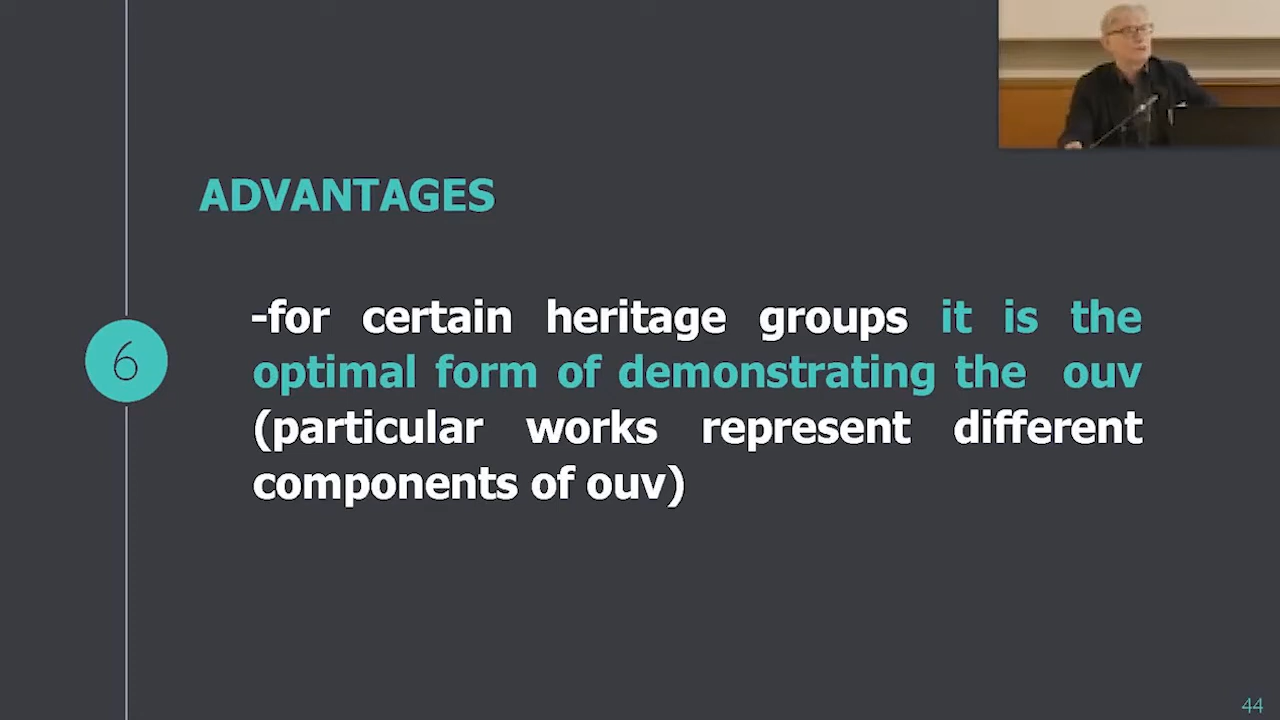 ADVANTAGES
-for certain heritage groups it is the
optimal form of demonstrating the ouv
(particular works represent different
components of ouv)
6
44